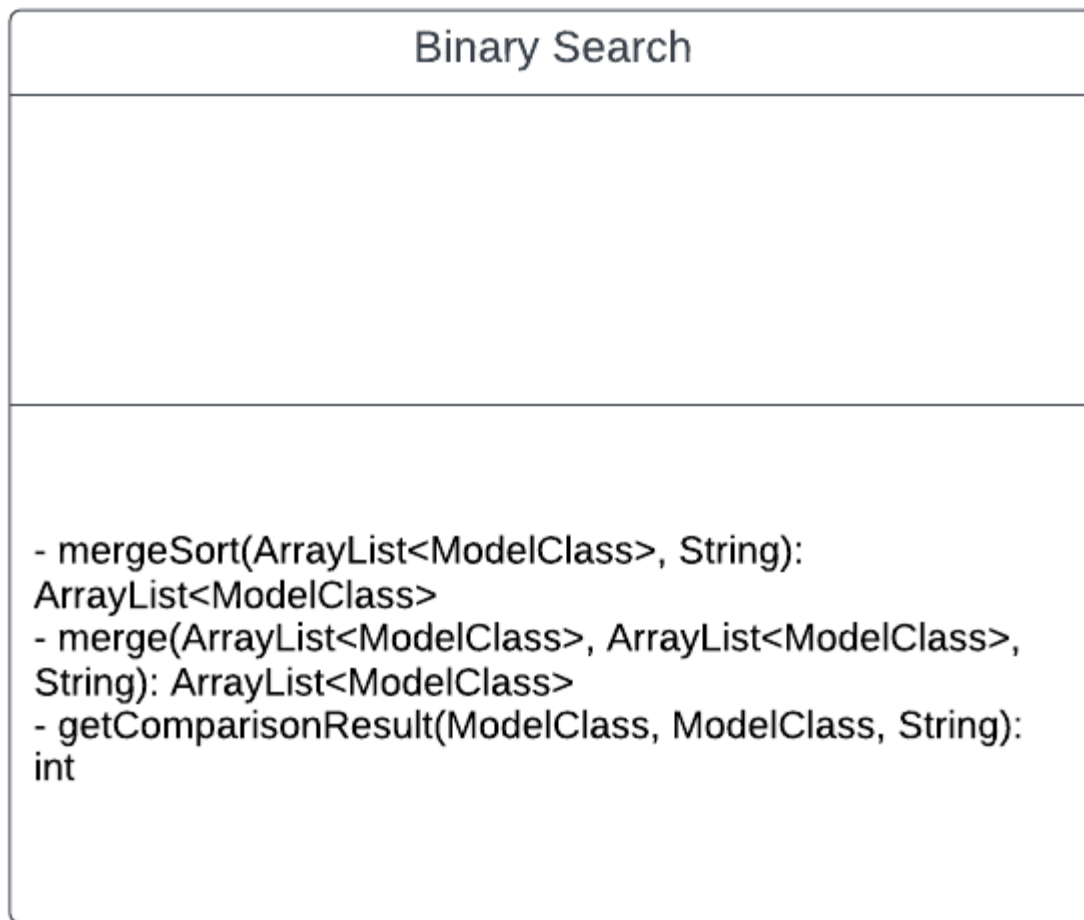 Binary Search
- mergeSort(ArrayList<ModelClass>, String):
ArrayList<ModelClass>
- merge(ArrayList<ModelClass>, ArrayList<ModelClass>,
String): ArrayList<ModelClass>
- getComparisonResult(ModelClass, ModelClass, String):
int